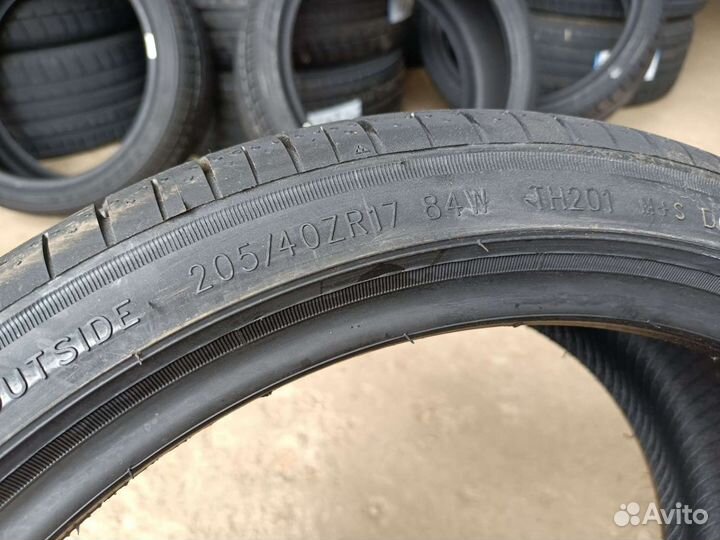 OUTSIDE 205/40ZR17 84W TH201 M+S
Avito